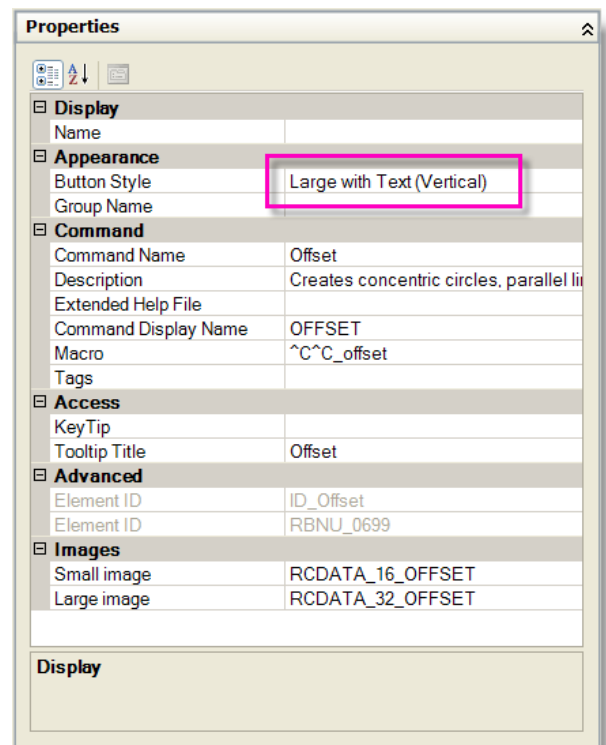 Properties
A
Z
Display
Name
Appearance
Button Style Large with Text (Vertical)
Group Name
Command
Command Name Offset
Description Creates concentric circles, parallel li
Extended Help File
Command Display Name OFFSET
Macro ^C^C_offset
Tags
Access
KeyTip
Tooltip Title Offset
Advanced
Element ID ID_Offset
Element ID RBNU_0699
Images
Small image RCDATA_16_OFFSET
Large image RCDATA_32_OFFSET
Display